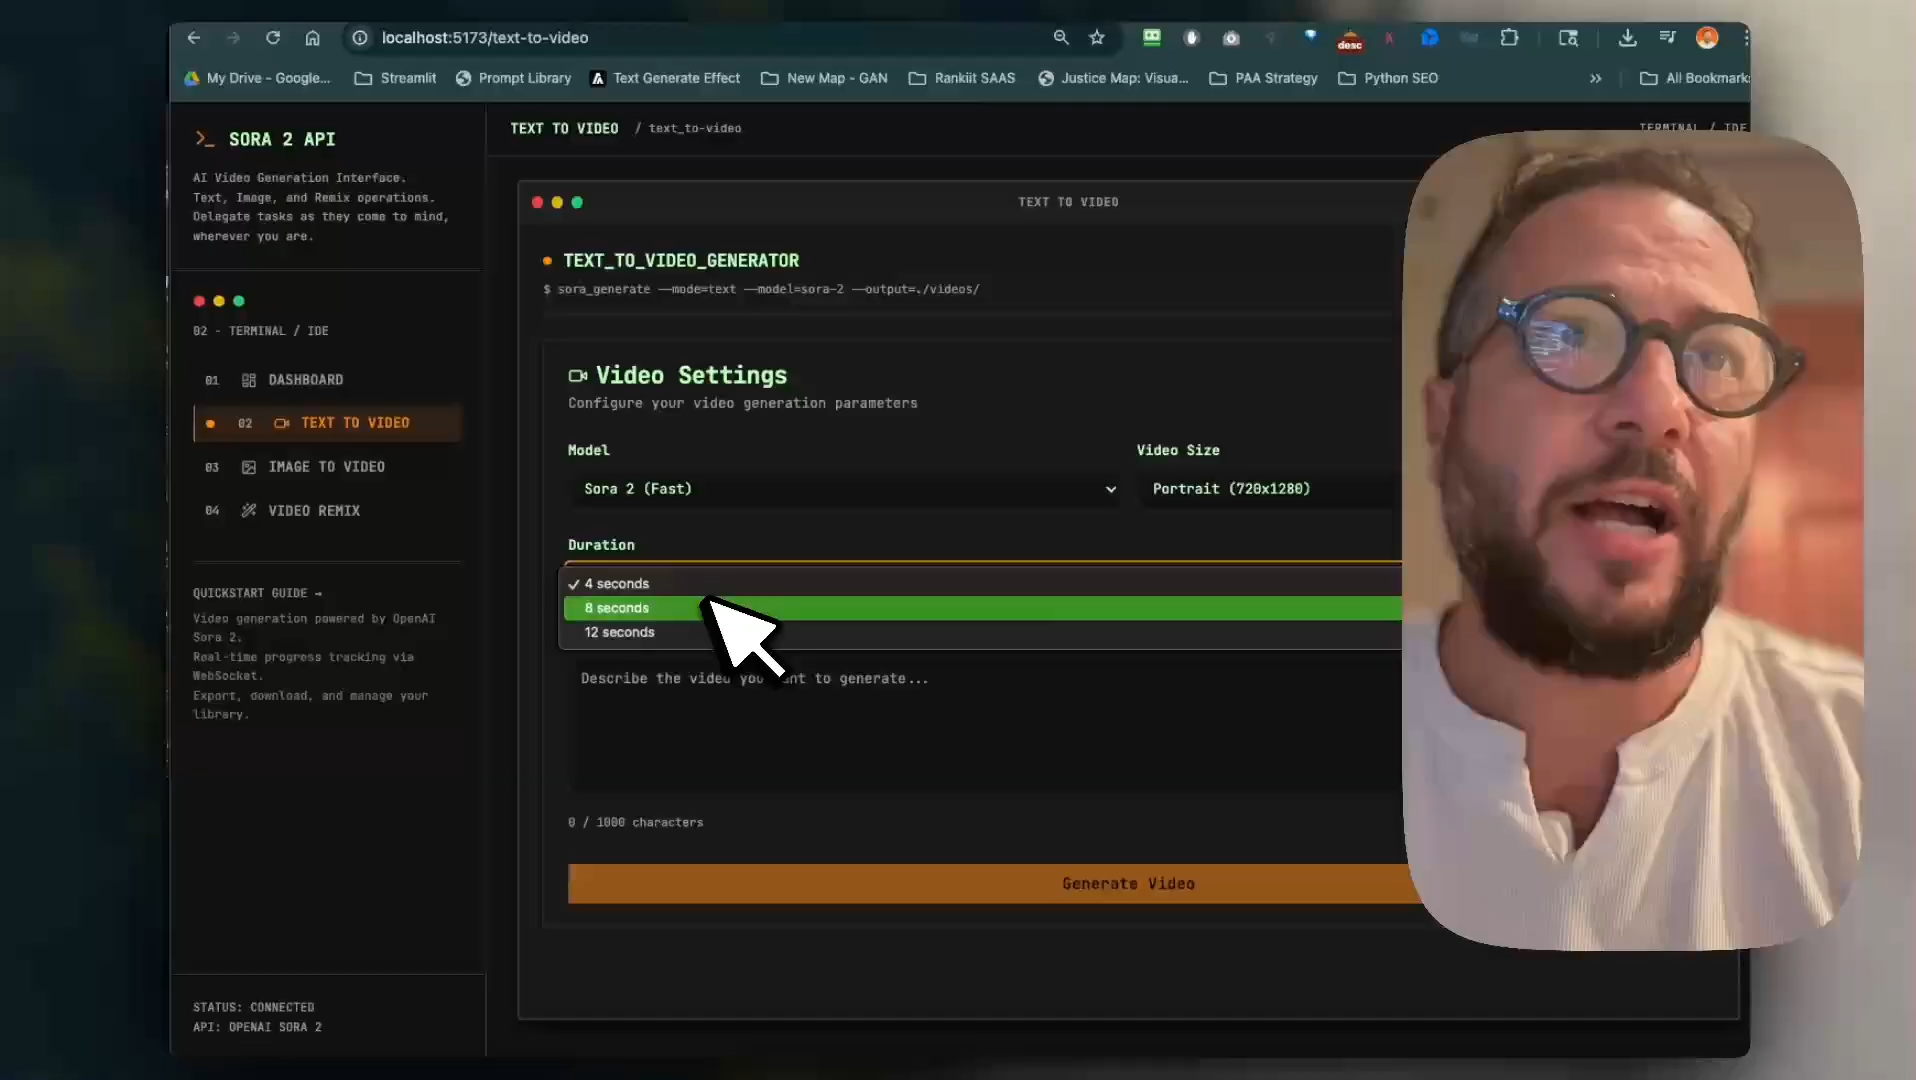 localhost:5173/text-to-video
desc
My Drive - Google...
Streamlit
Prompt Library
Text Generate Effect
New Map - GAN
Rankiit SAAS
Justice Map: Visua...
PAA Strategy
Python SEO
»
All Bookmarks
>_ SORA 2 API
AI Video Generation Interface.
Text, Image, and Remix operations.
Delegate tasks as they come to mind,
wherever you are.
02 - TERMINAL / IDE
01 DASHBOARD
02 TEXT TO VIDEO
03 IMAGE TO VIDEO
04 VIDEO REMIX
QUICKSTART GUIDE →
Video generation powered by OpenAI
Sora 2.
Real-time progress tracking via
WebSocket.
Export, download, and manage your
library.
STATUS: CONNECTED
API: OPENAI SORA 2
TEXT TO VIDEO / text_to-video
TERMINAL / IDE
TEXT TO VIDEO
TEXT_TO_VIDEO_GENERATOR
$ sora_generate --mode=text --model=sora-2 --output=./videos/
Video Settings
Configure your video generation parameters
Model
Sora 2 (Fast)
Video Size
Portrait (720x1280)
Duration
✓ 4 seconds
8 seconds
12 seconds
Describe the video you want to generate...
0 / 1000 characters
Generate Video